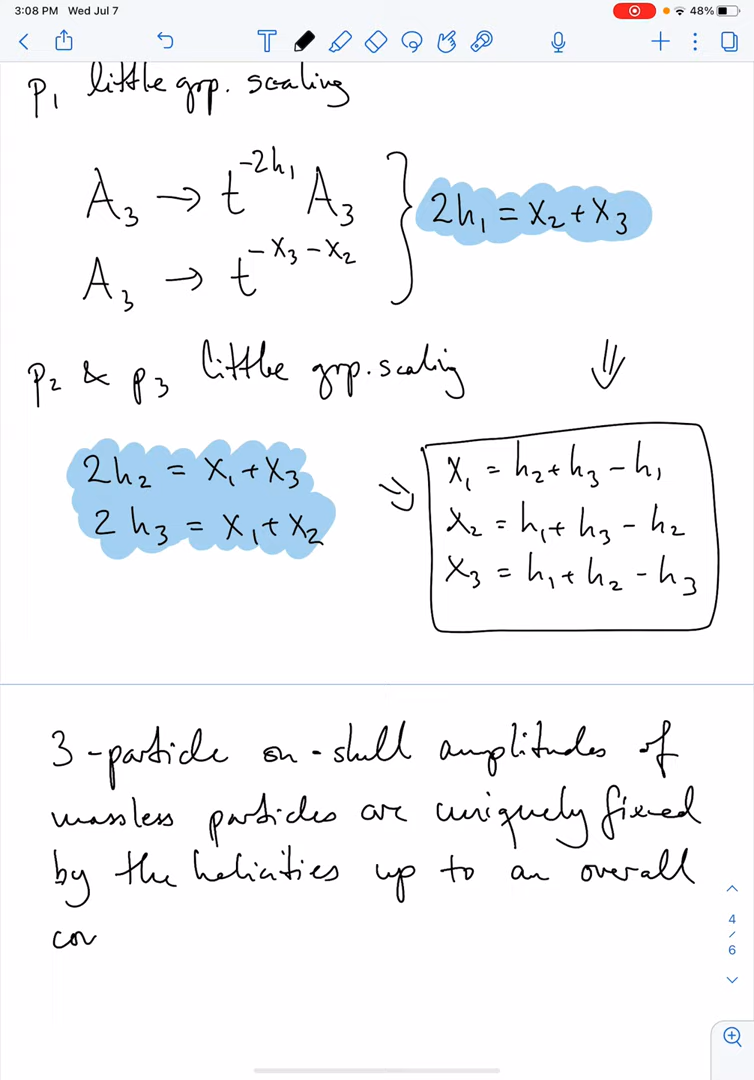 3:08 PM Wed Jul 7
48%
p₁ little grp. scaling
A₃ → t^{-2h₁} A₃
2h₁ = x₂ + x₃
A₃ → t^{-x₃-x₂}
p₂ & p₃ little grp. scaling
2h₂ = x₁ + x₃
2h₃ = x₁ + x₂
x₁ = h₂ + h₃ - h₁
x₂ = h₁ + h₃ - h₂
x₃ = h₁ + h₂ - h₃
3-particle on-shell amplitudes of
massless particles are uniquely fixed
by the helicities up to an overall
con
4
/
6